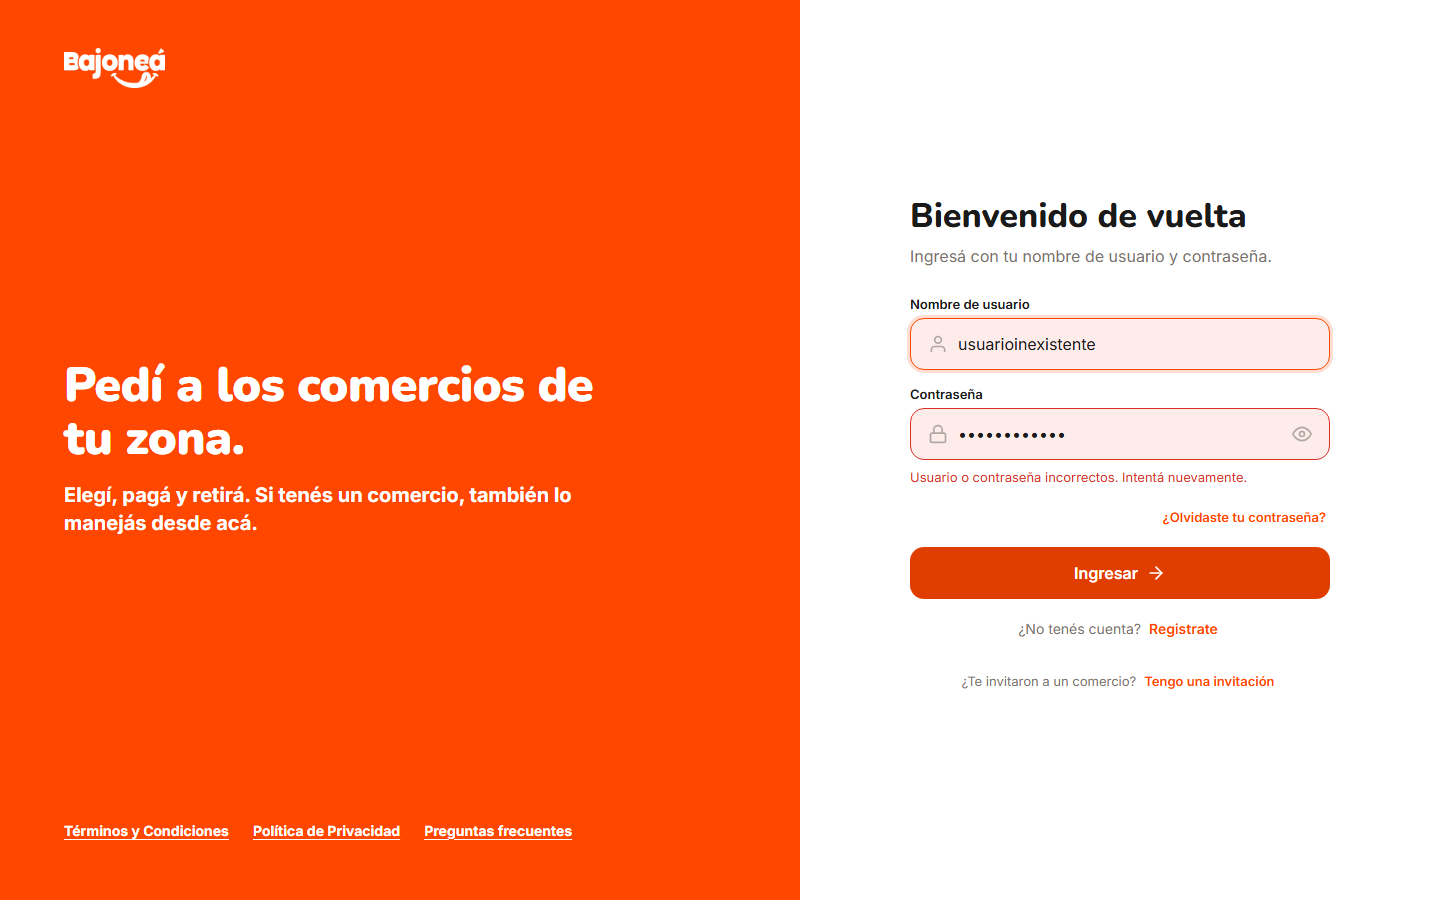 Bajoneá
Pedí a los comercios de
tu zona.
Elegí, pagá y retirá. Si tenés un comercio, también lo
manejás desde acá.
Términos y Condiciones Política de Privacidad Preguntas frecuentes
Bienvenido de vuelta
Ingresá con tu nombre de usuario y contraseña.
Nombre de usuario
usuarioinexistente
Contraseña
••••••••••••
Usuario o contraseña incorrectos. Intentá nuevamente.
¿Olvidaste tu contraseña?
Ingresar →
¿No tenés cuenta? Registrate
¿Te invitaron a un comercio? Tengo una invitación